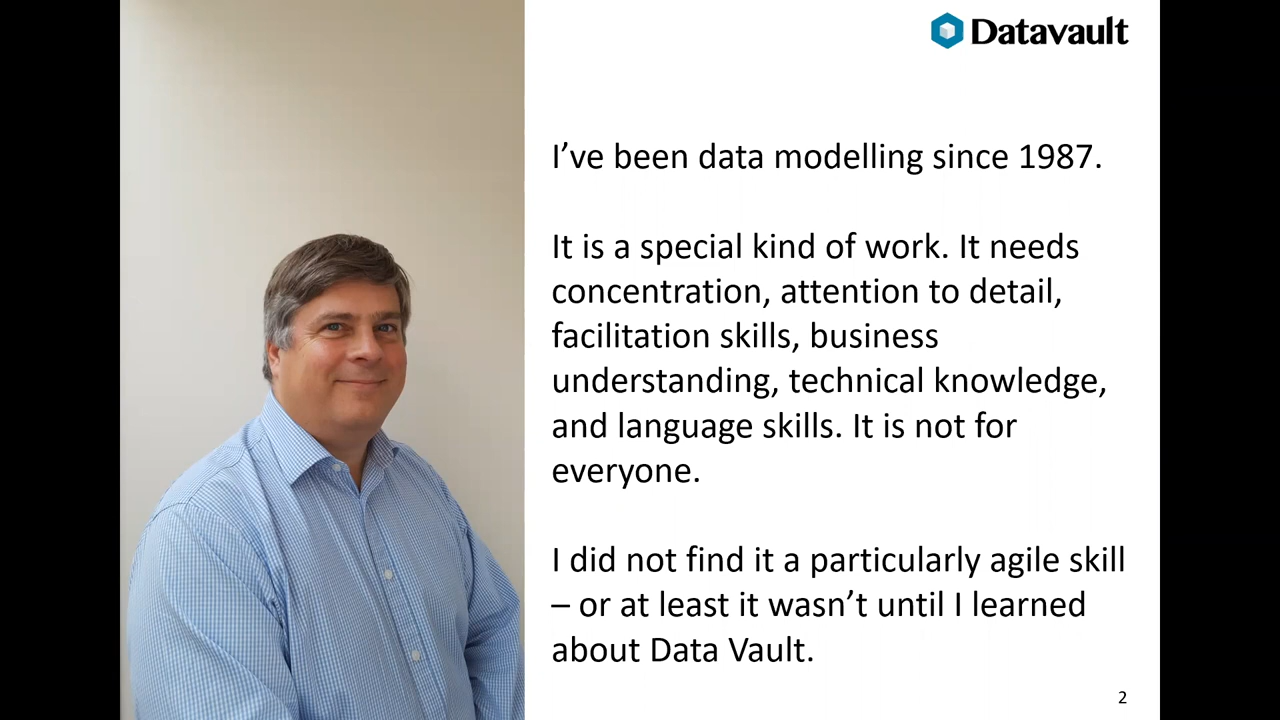 Datavault
I’ve been data modelling since 1987.
It is a special kind of work. It needs
concentration, attention to detail,
facilitation skills, business
understanding, technical knowledge,
and language skills. It is not for
everyone.
I did not find it a particularly agile skill
– or at least it wasn’t until I learned
about Data Vault.
2